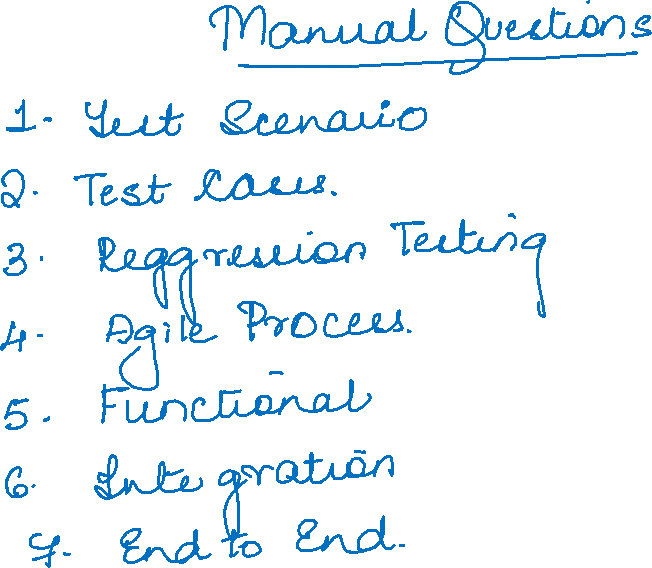 Manual Questions
1. Test Scenario
2. Test Cases.
3. Reggression Testing
4. Agile Process.
5. Functional
6. Integration
7. End to End.